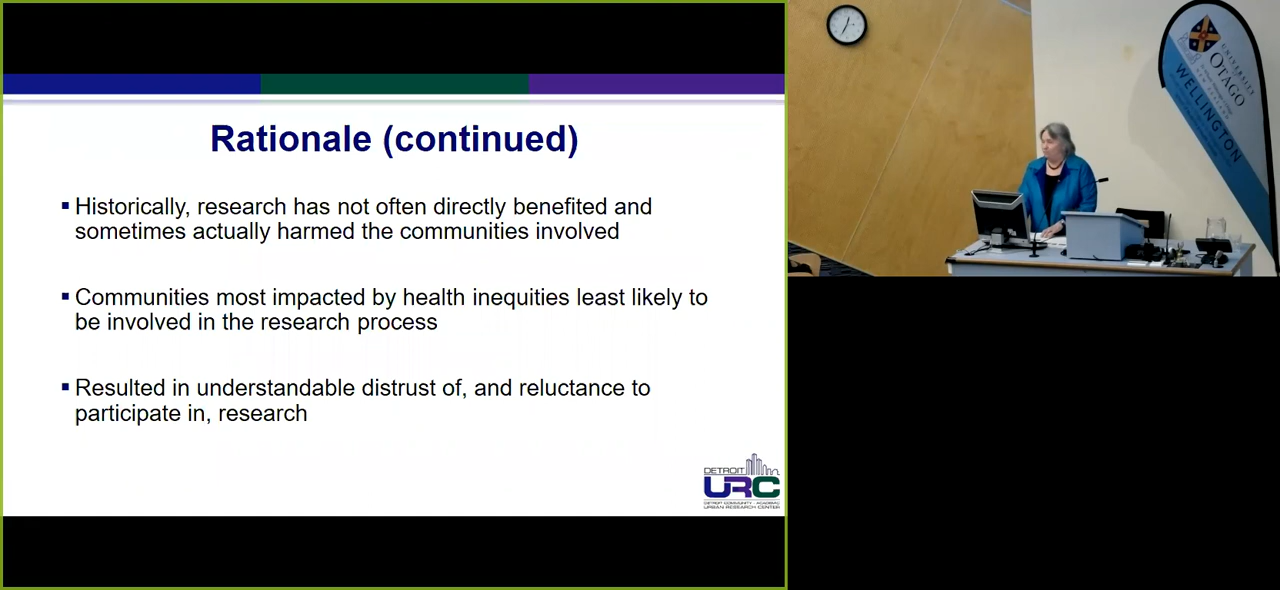 Rationale (continued)
Historically, research has not often directly benefited and
sometimes actually harmed the communities involved
Communities most impacted by health inequities least likely to
be involved in the research process
Resulted in understandable distrust of, and reluctance to
participate in, research
DETROIT
URC
DETROIT COMMUNITY - ACADEMIC
URBAN RESEARCH CENTER
UNIVERSITY
OTAGO
WELLINGTON